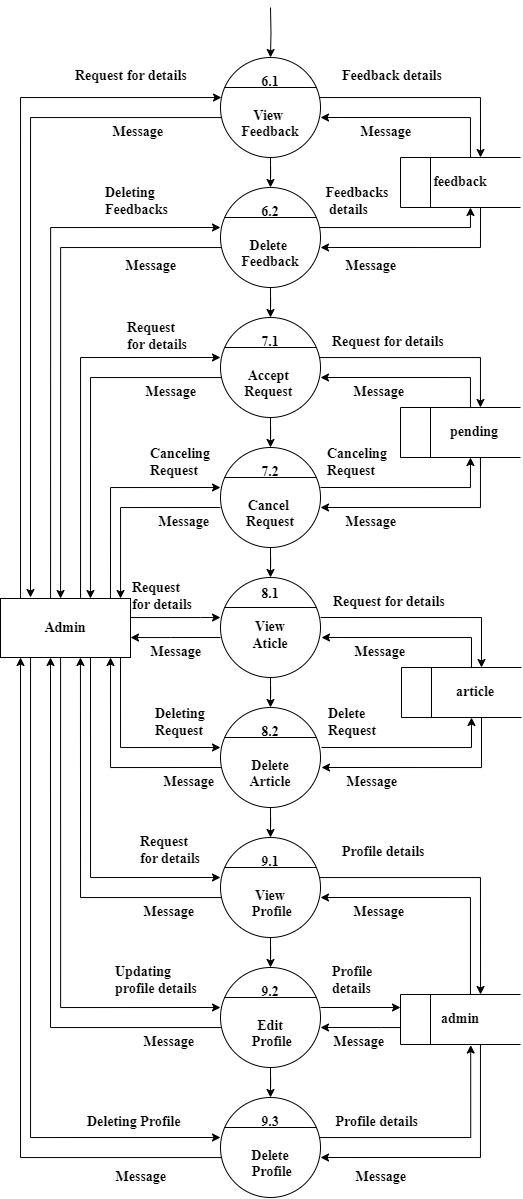 Request for details
6.1
Feedback details
View
Feedback
Message
Message
feedback
Deleting
Feedbacks
6.2
Feedbacks
details
Delete
Feedback
Message
Message
Request
for details
7.1
Request for details
Accept
Request
Message
Message
pending
Canceling
Request
7.2
Canceling
Request
Cancel
Request
Message
Message
Admin
Request
for details
8.1
Request for details
View
Aticle
Message
Message
article
Deleting
Request
8.2
Delete
Request
Delete
Article
Message
Message
Request
for details
9.1
Profile details
View
Profile
Message
Message
Updating
profile details
9.2
Profile
details
admin
Edit
Profile
Message
Message
Deleting Profile
9.3
Profile details
Delete
Profile
Message
Message